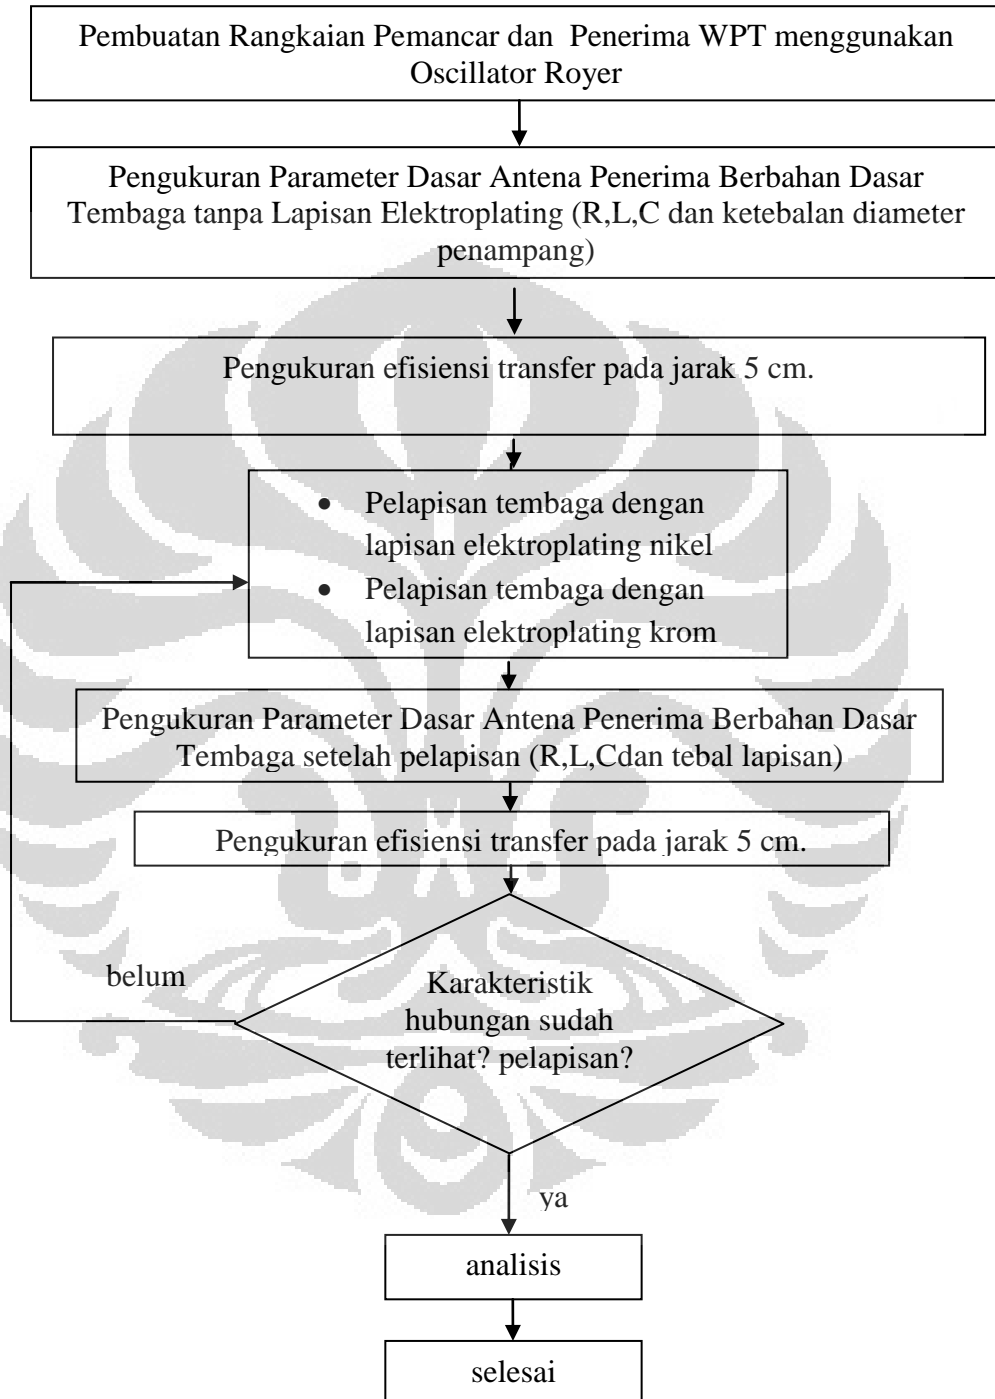 Pembuatan Rangkaian Pemancar dan Penerima WPT menggunakan
Oscillator Royer
Pengukuran Parameter Dasar Antena Penerima Berbahan Dasar
Tembaga tanpa Lapisan Elektroplating (R,L,C dan ketebalan diameter
penampang)
Pengukuran efisiensi transfer pada jarak 5 cm.
• Pelapisan tembaga dengan
lapisan elektroplating nikel
• Pelapisan tembaga dengan
lapisan elektroplating krom
Pengukuran Parameter Dasar Antena Penerima Berbahan Dasar
Tembaga setelah pelapisan (R,L,Cdan tebal lapisan)
Pengukuran efisiensi transfer pada jarak 5 cm.
belum
Karakteristik
hubungan sudah
terlihat? pelapisan?
ya
analisis
selesai